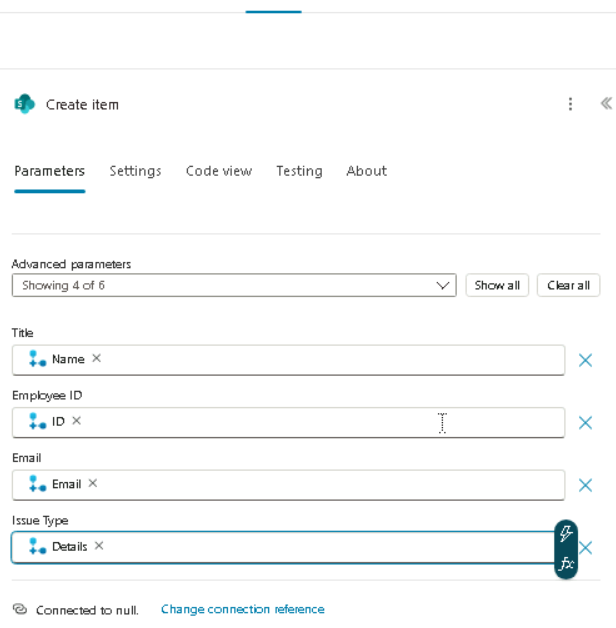 Create item
Parameters Settings Code view Testing About
Advanced parameters
Showing 4 of 6 Show all Clear all
Title
Name
Employee ID
ID
Email
Email
Issue Type
Details
fx
Connected to null. Change connection reference